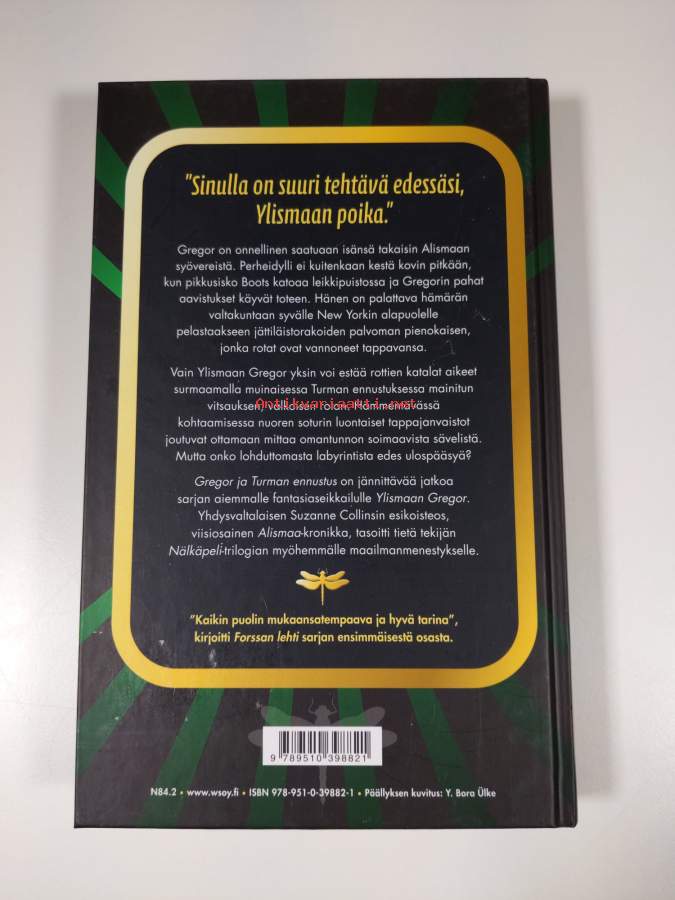 "Sinulla on suuri tehtävä edessäsi,
Ylismaan poika."
Gregor on onnellinen saatuaan isänsä takaisin Alismaan
syövereistä. Perheidylli ei kuitenkaan kestä kovin pitkään,
kun pikkusisko Boots katoaa leikkipuistossa ja Gregorin pahat
aavistukset käyvät toteen. Hänen on palattava hämärän
valtakuntaan syvälle New Yorkin alapuolelle
pelastaakseen jättiläistorakoiden palvoman pienokaisen,
jonka rotat ovat vannoneet tappavansa.
Vain Ylismaan Gregor yksin voi estää rottien katalat aikeet
surmaamalla muinaisessa Turman ennustuksessa mainitun
vitsauksen, valkoisen rotan. Hämmentävässä
Antikvariaatti.net
kohtaamisessa nuoren soturin luontaiset tappajanvaistot
joutuvat ottamaan mittaa omantunnon soimaavista sävelistä.
Mutta onko lohduttomasta labyrintista edes ulospääsyä?
Gregor ja Turman ennustus on jännittävää jatkoa
sarjan aiemmalle fantasiaseikkailulle Ylismaan Gregor.
Yhdysvaltalaisen Suzanne Collinsin esikoisteos,
viisiosainen Alismaa-kronikka, tasoitti tietä tekijän
Nälkäpeli-trilogian myöhemmälle maailmanmenestykselle.
"Kaikin puolin mukaansatempaava ja hyvä tarina",
kirjoitti Forssan lehti sarjan ensimmäisestä osasta.
9 789510 398821
N84.2 • www.wsoy.fi • ISBN 978-951-0-39882-1 • Päällyksen kuvitus: Y. Bora Ülke